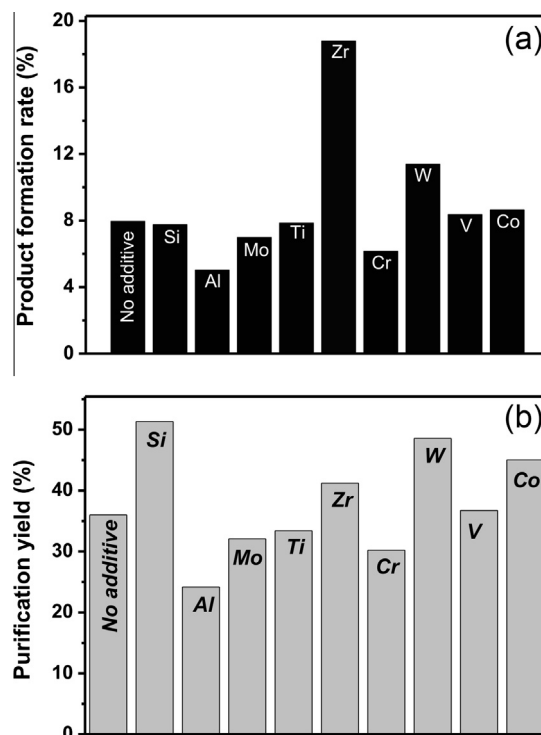 (a)
Product formation rate (%)
20
16
12
8
4
0
No additive
Si
Al
Mo
Ti
Zr
Cr
W
V
Co
(b)
Purification yield (%)
50
40
30
20
10
0
No additive
Si
Al
Mo
Ti
Zr
Cr
W
V
Co